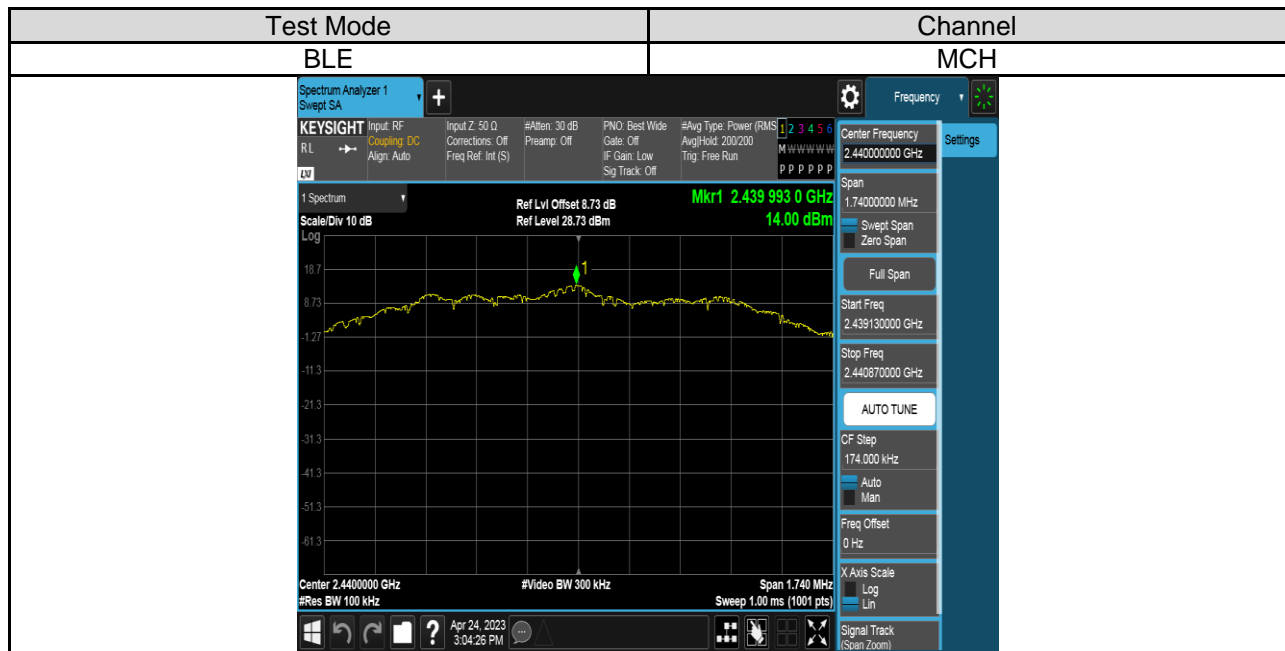 Test Mode Channel
BLE MCH
Spectrum Analyzer 1
Swept SA
+
Frequency
KEYSIGHT
RL
LXI
Input: RF
Coupling: DC
Align: Auto
Input Z: 50 Ω
Corrections: Off
Freq Ref: Int (S)
#Atten: 30 dB
Preamp: Off
PNO: Best Wide
Gate: Off
IF Gain: Low
Sig Track: Off
#Avg Type: Power (RMS
Avg|Hold: 200/200
Trig: Free Run
1 2 3 4 5 6
M W W W W W
P P P P P P
1 Spectrum
Scale/Div 10 dB
Log
Ref Lvl Offset 8.73 dB
Ref Level 28.73 dBm
Mkr1 2.439 993 0 GHz
14.00 dBm
1
18.7
8.73
-1.27
-11.3
-21.3
-31.3
-41.3
-51.3
-61.3
Center 2.4400000 GHz
#Res BW 100 kHz
#Video BW 300 kHz
Span 1.740 MHz
Sweep 1.00 ms (1001 pts)
Center Frequency
2.440000000 GHz
Settings
Span
1.74000000 MHz
Swept Span
Zero Span
Full Span
Start Freq
2.439130000 GHz
Stop Freq
2.440870000 GHz
AUTO TUNE
CF Step
174.000 kHz
Auto
Man
Freq Offset
0 Hz
X Axis Scale
Log
Lin
Signal Track
(Span Zoom)
?
Apr 24, 2023
3:04:26 PM